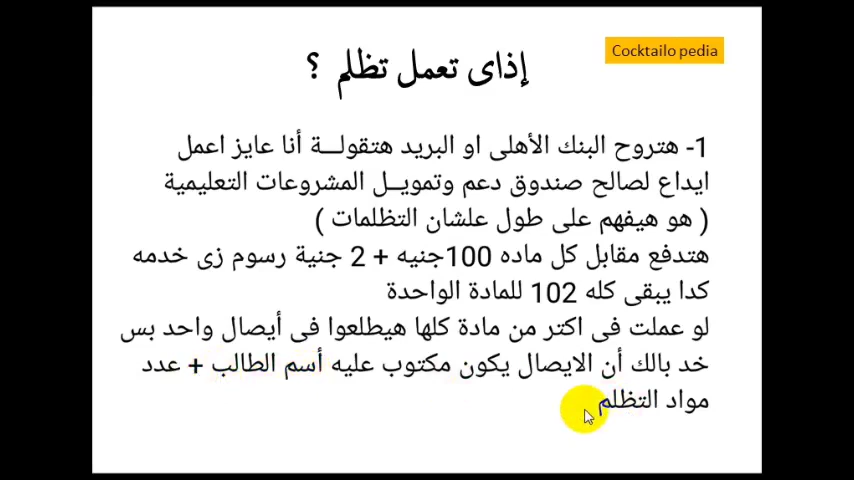 Cocktailo pedia
إذاى تعمل تظلم ؟
1- هتروح البنك الأهلى او البريد هتقولـــة أنا عايز اعمل
ايداع لصالح صندوق دعم وتمويــل المشروعات التعليمية
( هو هيفهم على طول علشان التظلمات )
هتدفع مقابل كل ماده 100جنيه + 2 جنية رسوم زى خدمه
كدا يبقى كله 102 للمادة الواحدة
لو عملت فى اكتر من مادة كلها هيطلعوا فى أيصال واحد بس
خد بالك أن الايصال يكون مكتوب عليه أسم الطالب + عدد
مواد التظلم